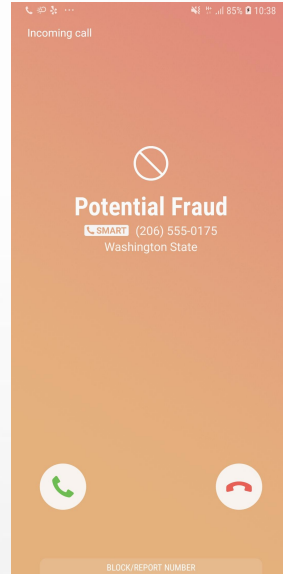 85% 10:38
Incoming call
Potential Fraud
SMART (206) 555-0175
Washington State
BLOCK/REPORT NUMBER